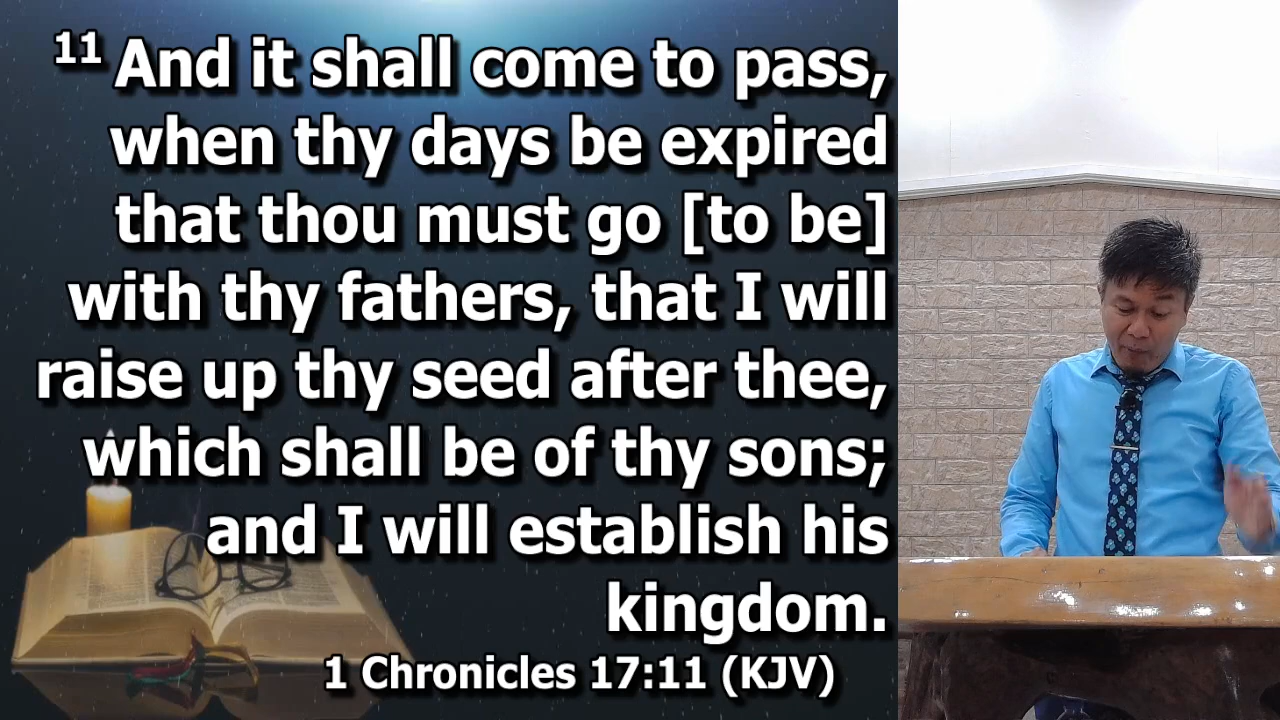 11 And it shall come to pass,
when thy days be expired
that thou must go [to be]
with thy fathers, that I will
raise up thy seed after thee,
which shall be of thy sons;
and I will establish his
kingdom.
1 Chronicles 17:11 (KJV)